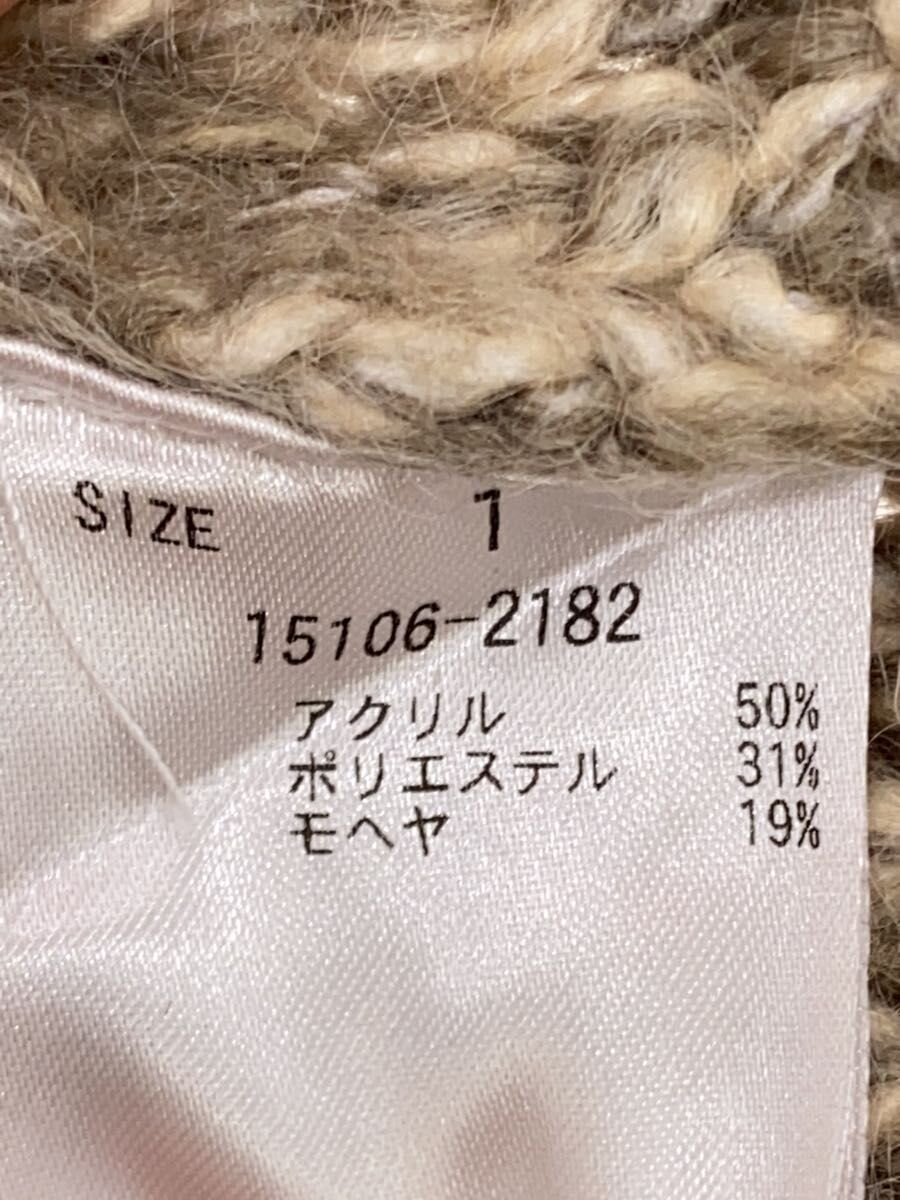 SIZE 1
15106-2182
アクリル 50%
ポリエステル 31%
モヘヤ 19%